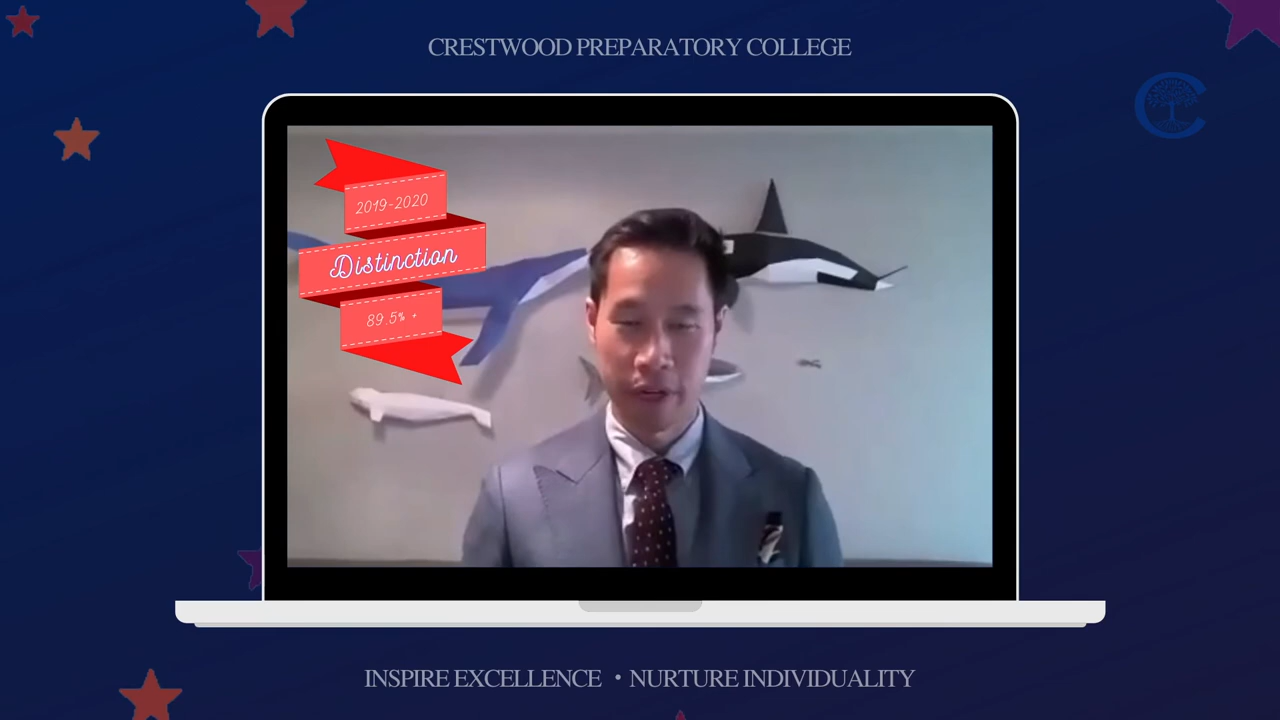 CRESTWOOD PREPARATORY COLLEGE
2019-2020
Distinction
89.5% +
INSPIRE EXCELLENCE • NURTURE INDIVIDUALITY